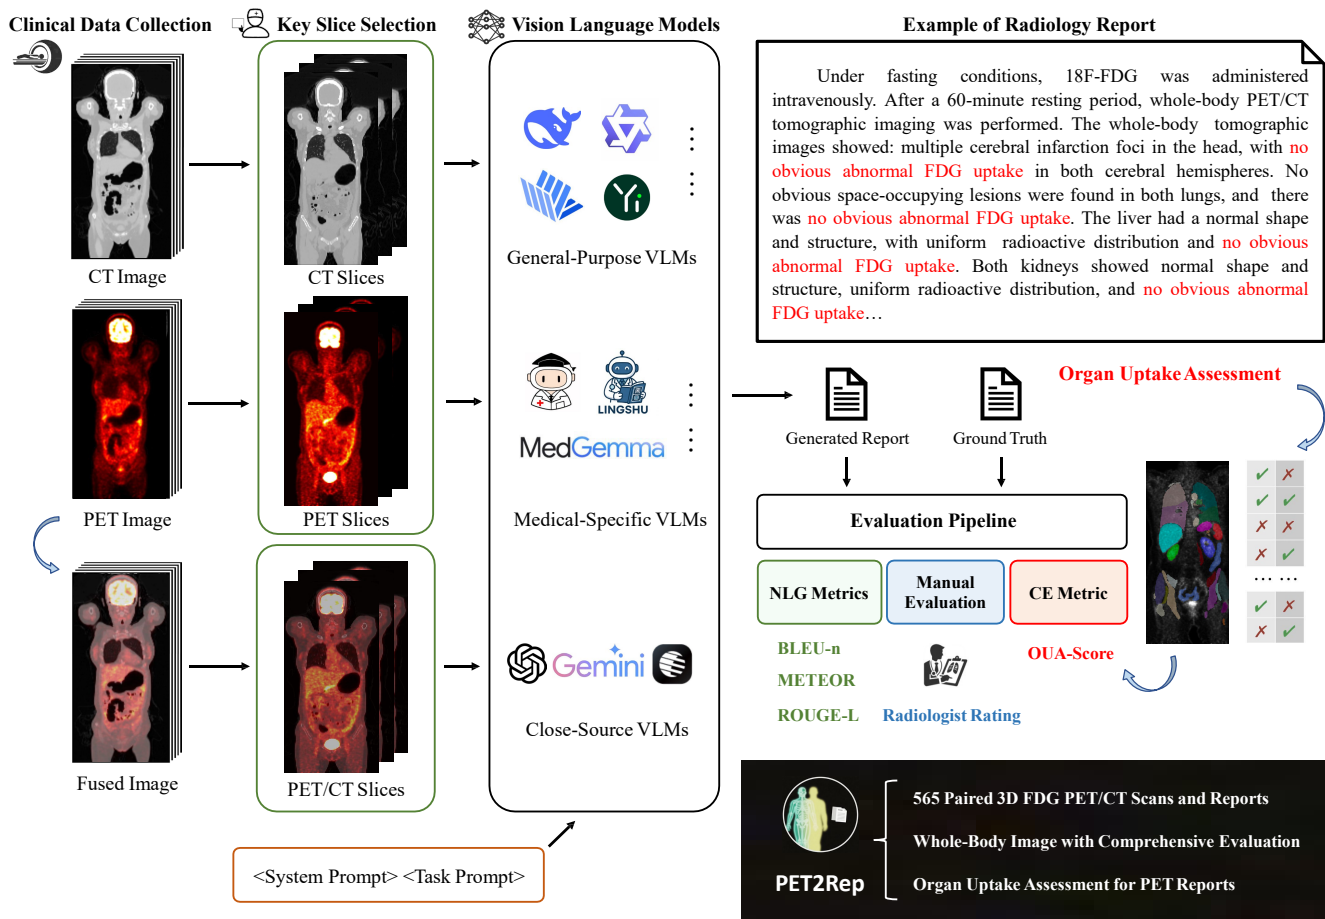 Clinical Data Collection
Key Slice Selection
Vision Language Models
Example of Radiology Report
CT Image
PET Image
Fused Image
CT Slices
PET Slices
PET/CT Slices
Yi
General-Purpose VLMs
LINGSHU
MedGemma
Medical-Specific VLMs
Gemini
Close-Source VLMs
<System Prompt> <Task Prompt>
Under fasting conditions, 18F-FDG was administered
intravenously. After a 60-minute resting period, whole-body PET/CT
tomographic imaging was performed. The whole-body tomographic
images showed: multiple cerebral infarction foci in the head, with no
obvious abnormal FDG uptake in both cerebral hemispheres. No
obvious space-occupying lesions were found in both lungs, and there
was no obvious abnormal FDG uptake. The liver had a normal shape
and structure, with uniform radioactive distribution and no obvious
abnormal FDG uptake. Both kidneys showed normal shape and
structure, uniform radioactive distribution, and no obvious abnormal
FDG uptake…
Organ Uptake Assessment
Generated Report
Ground Truth
Evaluation Pipeline
NLG Metrics
Manual
Evaluation
CE Metric
BLEU-n
METEOR
ROUGE-L
Radiologist Rating
OUA-Score
… …
PET2Rep
565 Paired 3D FDG PET/CT Scans and Reports
Whole-Body Image with Comprehensive Evaluation
Organ Uptake Assessment for PET Reports